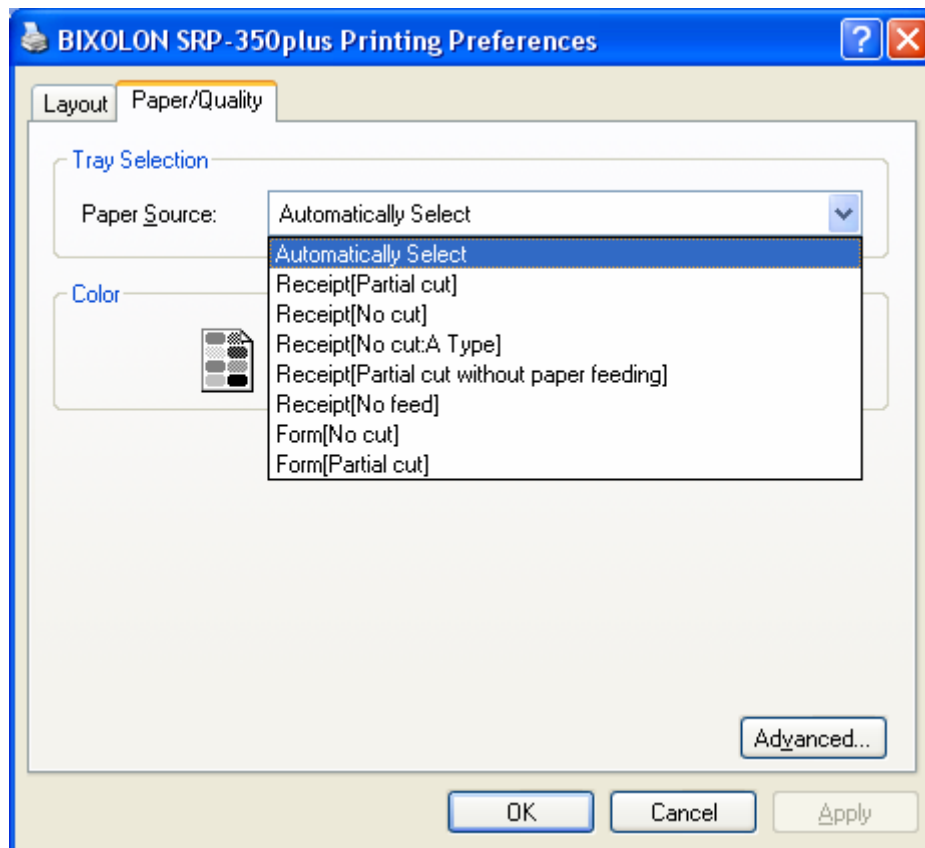 BIXOLON SRP-350plus Printing Preferences
Layout
Paper/Quality
Tray Selection
Paper Source:
Automatically Select
Automatically Select
Receipt[Partial cut]
Receipt[No cut]
Receipt[No cut:A Type]
Receipt[Partial cut without paper feeding]
Receipt[No feed]
Form[No cut]
Form[Partial cut]
Color
Advanced...
OK
Cancel
Apply